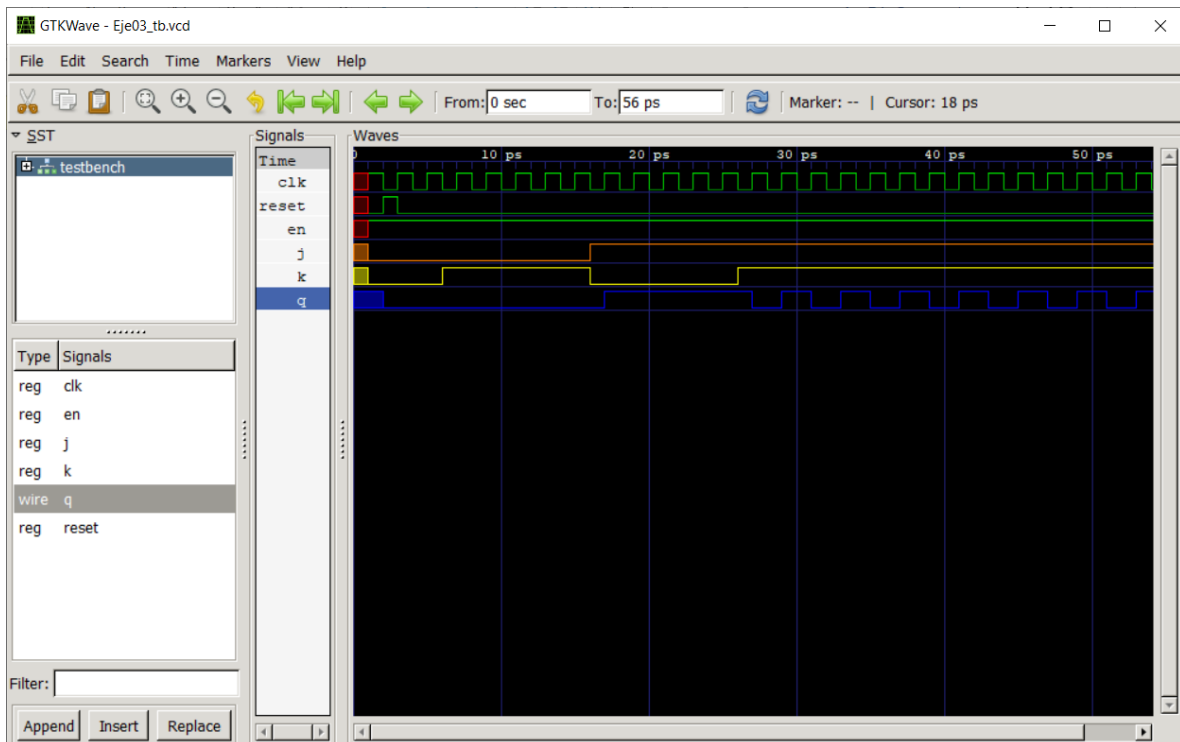 GTKWave - Eje03_tb.vcd
File Edit Search Time Markers View Help
From: 0 sec To: 56 ps Marker: -- | Cursor: 18 ps
SST
testbench
Type Signals
reg clk
reg en
reg j
reg k
wire q
reg reset
Filter:
Append Insert Replace
Signals
Time
clk
reset
en
j
k
q
Waves
0 10 ps 20 ps 30 ps 40 ps 50 ps